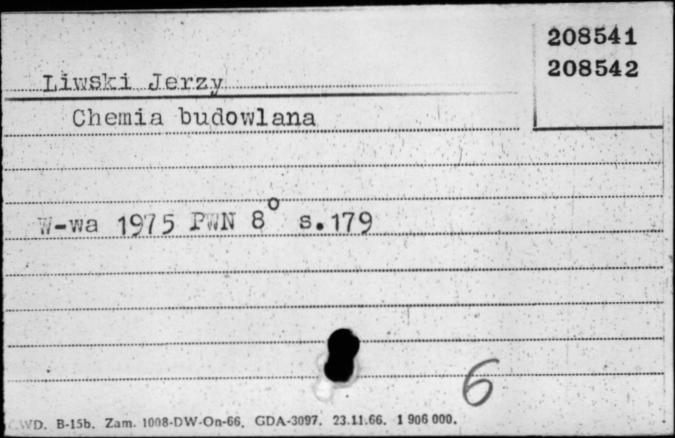 208541
208542
Liwski Jerzy
Chemia budowlana
W-wa 1975 PWN 8° s.179
6
CWD. B-15b. Zam. 1008-DW-On-66. GDA-3097. 23.11.66. 1 906 000.